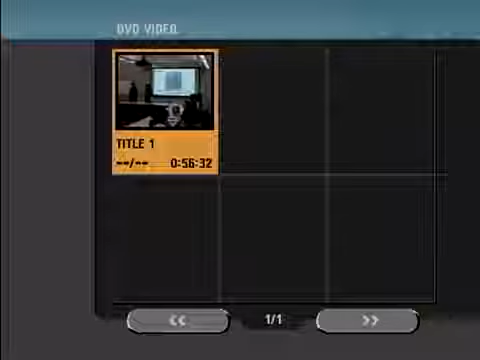 DVD VIDEO
TITLE 1
--/-- 0:56:32
<< 1/1 >>